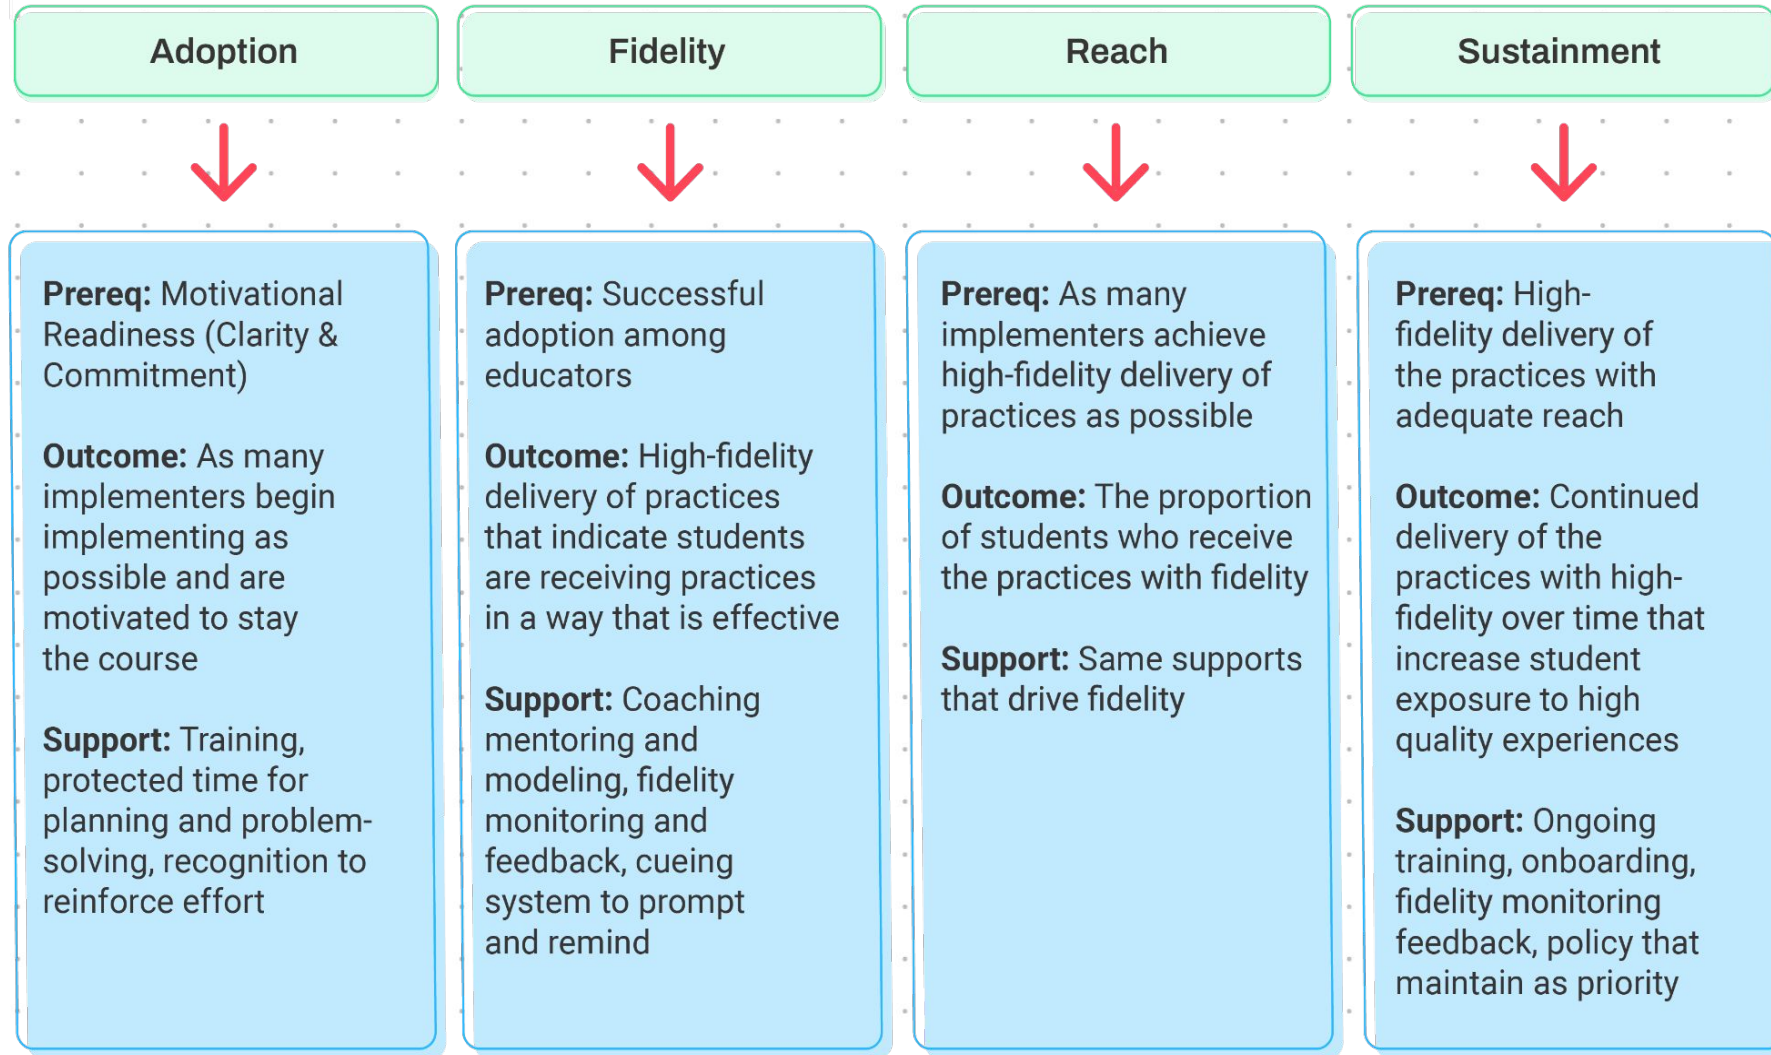 Adoption
Prereq: Motivational
Readiness (Clarity &
Commitment)
Outcome: As many
implementers begin
implementing as
possible and are
motivated to stay
the course
Support: Training,
protected time for
planning and problem-
solving, recognition to
reinforce effort
Fidelity
Prereq: Successful
adoption among
educators
Outcome: High-fidelity
delivery of practices
that indicate students
are receiving practices
in a way that is effective
Support: Coaching
mentoring and
modeling, fidelity
monitoring and
feedback, cueing
system to prompt
and remind
Reach
Prereq: As many
implementers achieve
high-fidelity delivery of
practices as possible
Outcome: The proportion
of students who receive
the practices with fidelity
Support: Same supports
that drive fidelity
Sustainment
Prereq: High-
fidelity delivery of
the practices with
adequate reach
Outcome: Continued
delivery of the
practices with high-
fidelity over time that
increase student
exposure to high
quality experiences
Support: Ongoing
training, onboarding,
fidelity monitoring
feedback, policy that
maintain as priority